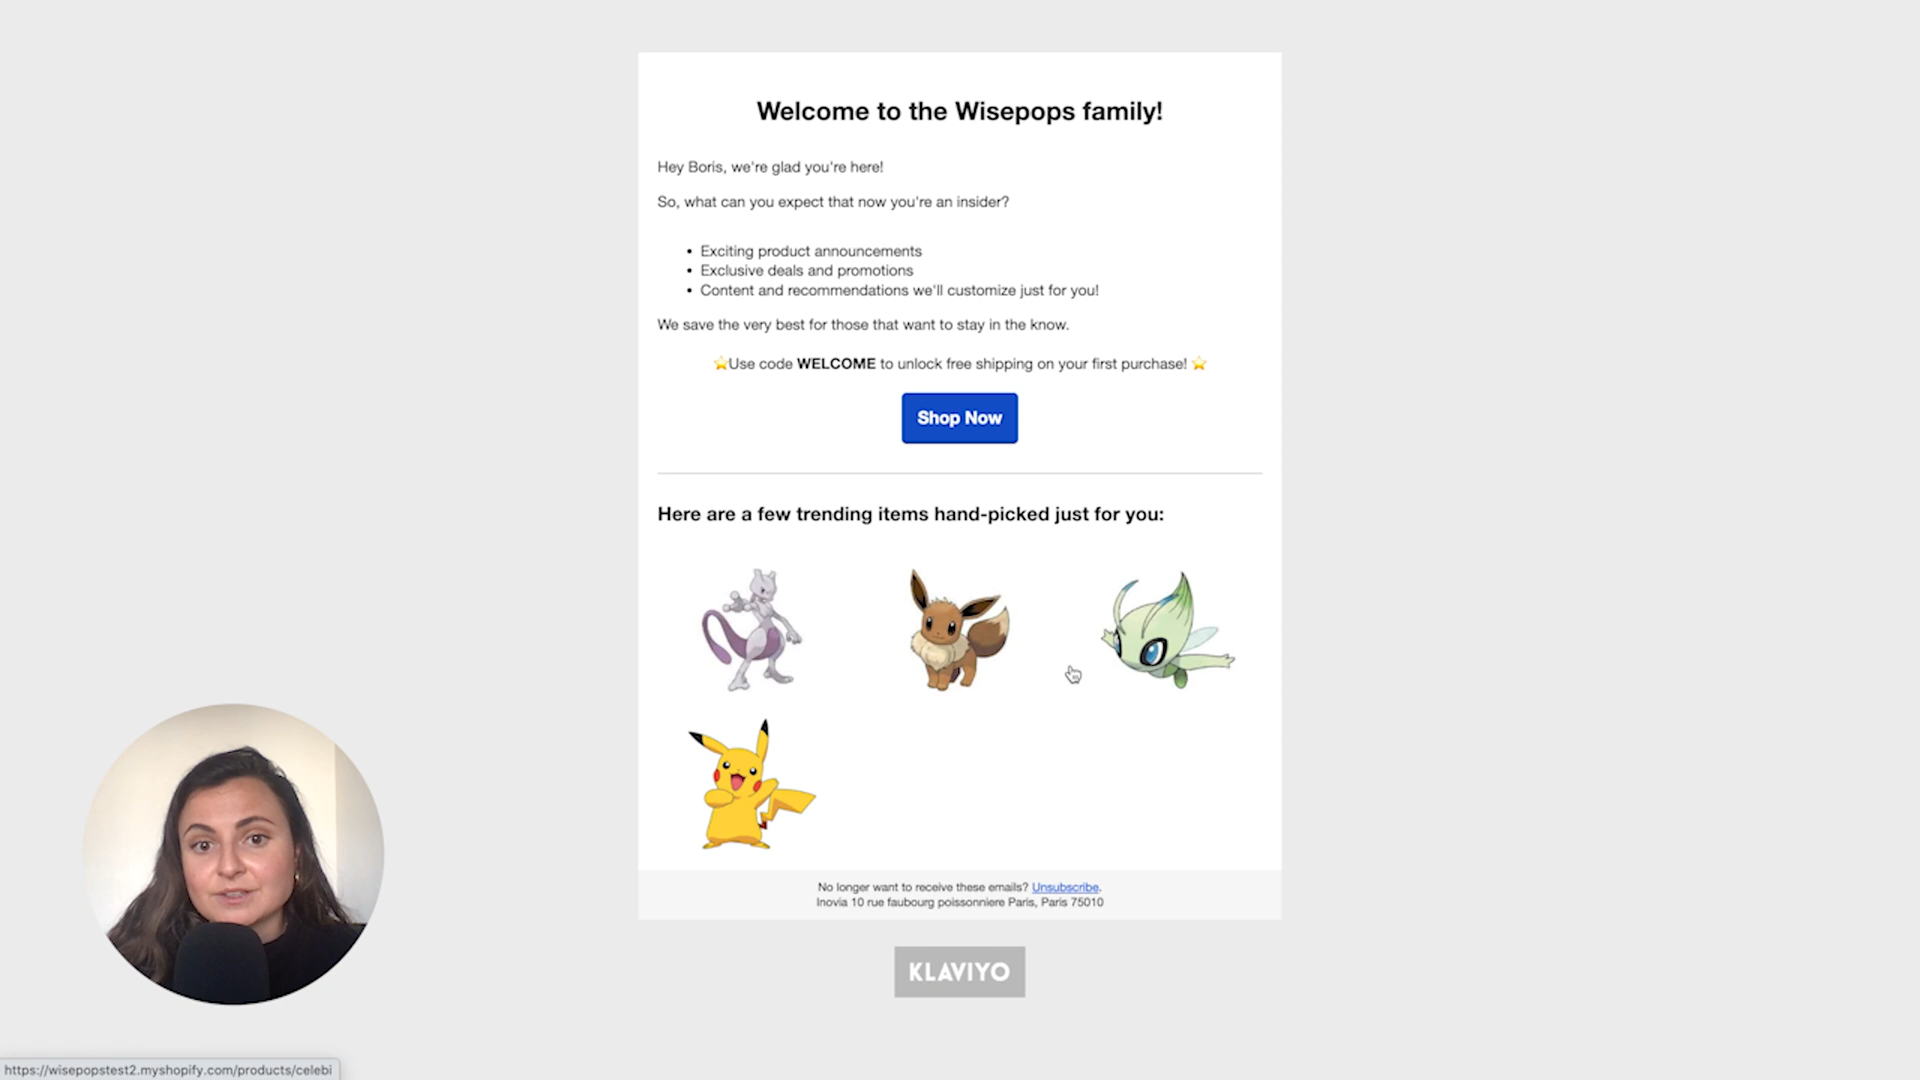 Welcome to the Wisepops family!
Hey Boris, we're glad you're here!
So, what can you expect that now you're an insider?
• Exciting product announcements
• Exclusive deals and promotions
• Content and recommendations we'll customize just for you!
We save the very best for those that want to stay in the know.
⭐Use code WELCOME to unlock free shipping on your first purchase! ⭐
Shop Now
Here are a few trending items hand-picked just for you:
No longer want to receive these emails? Unsubscribe.
Inovia 10 rue faubourg poissonniere Paris, Paris 75010
KLAVIYO
https://wisepopstest2.myshopify.com/products/celebi